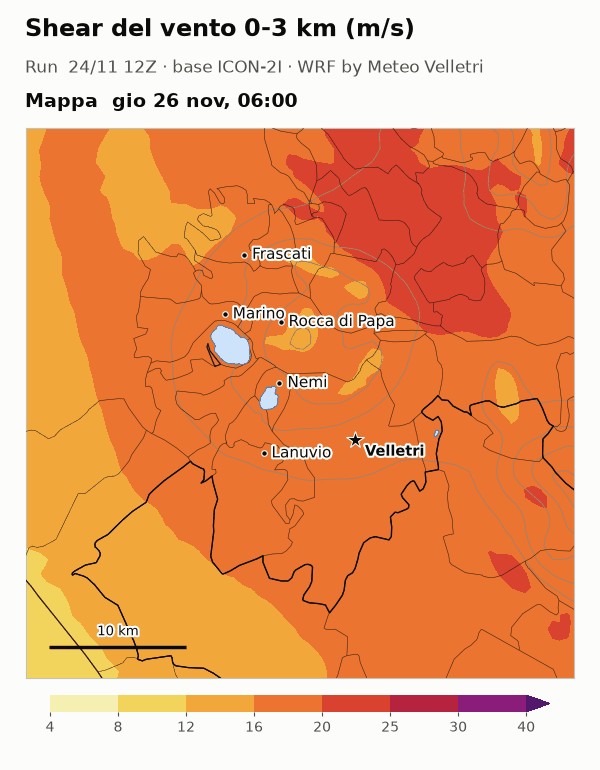 Shear del vento 0-3 km (m/s)
Run  24/11 12Z · base ICON-2I · WRF by Meteo Velletri
Mappa  gio 26 nov, 06:00
Frascati
Marino
Rocca di Papa
Nemi
Velletri
Lanuvio
10 km
4 8 12 16 20 25 30 40